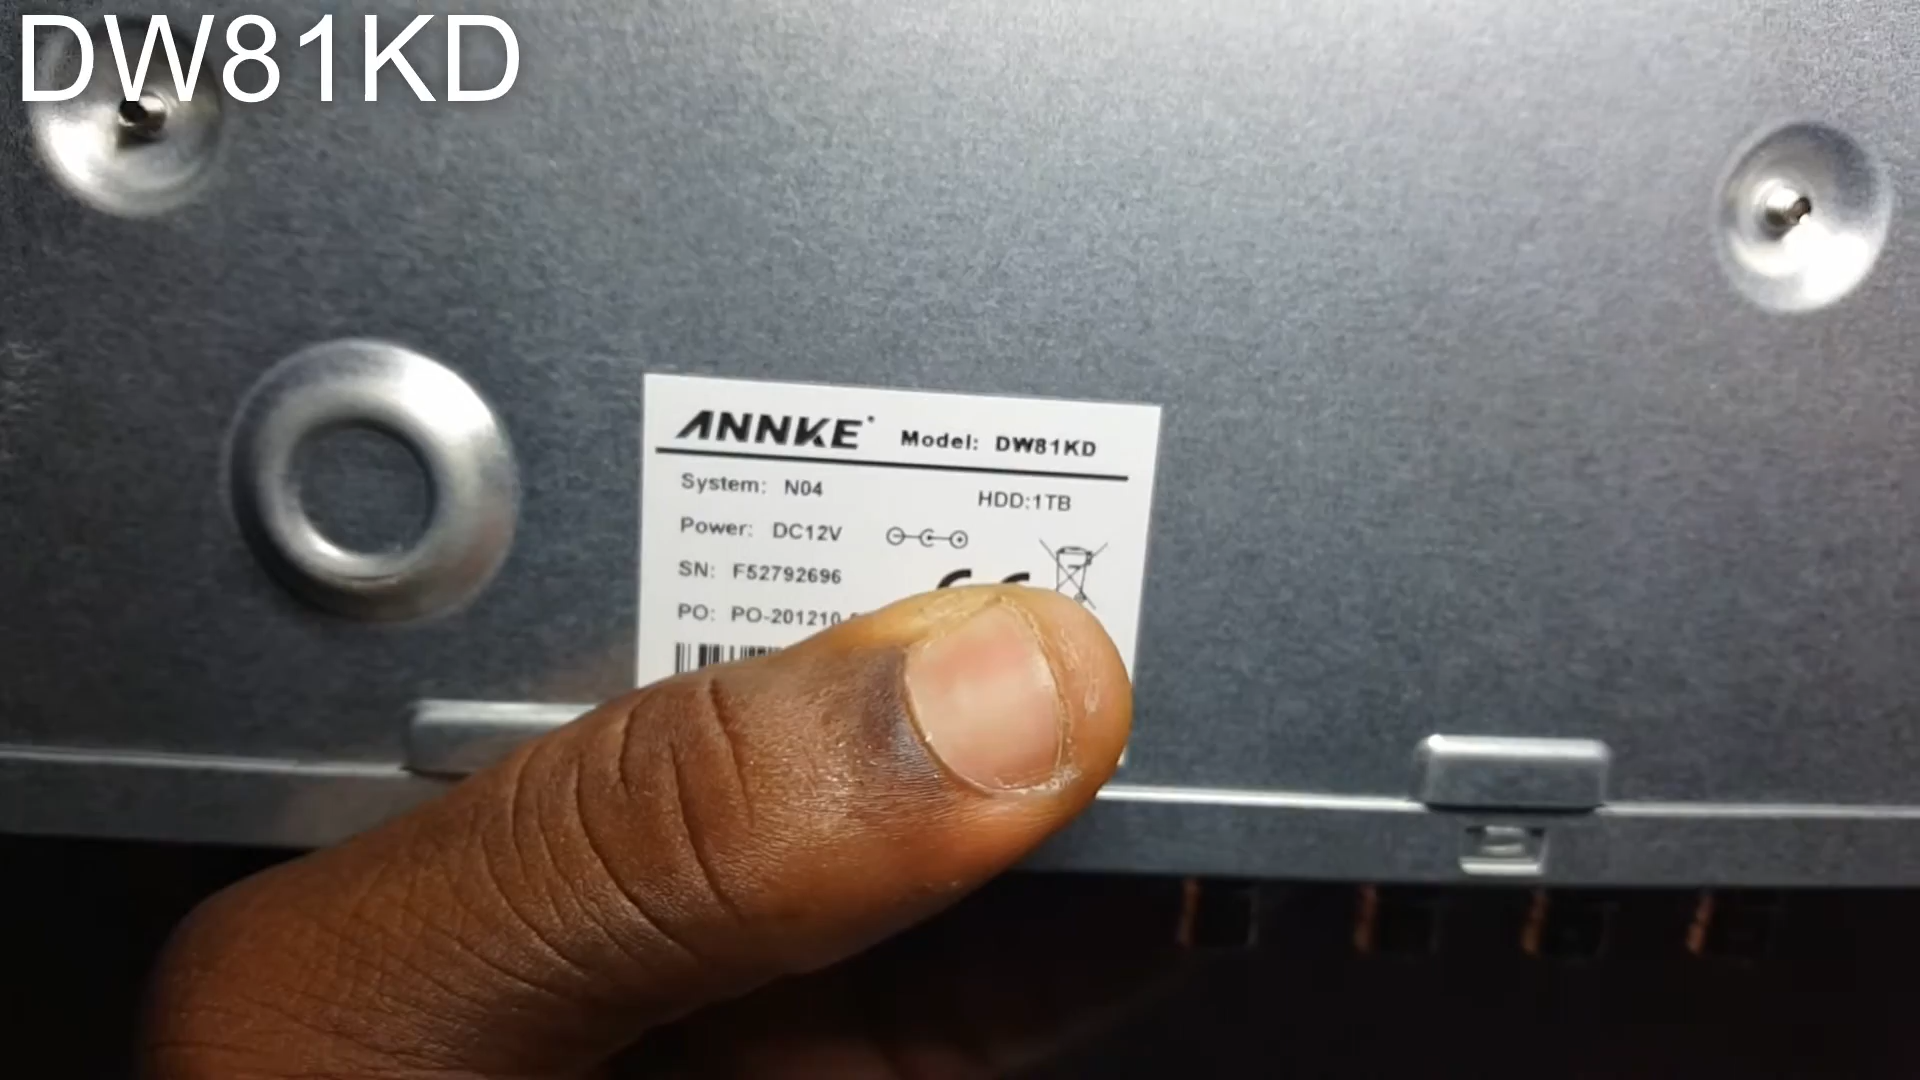 DW81KD
ANNKE Model: DW81KD
System: N04
HDD:1TB
Power: DC12V
SN: F52792696
PO: PO-201210-